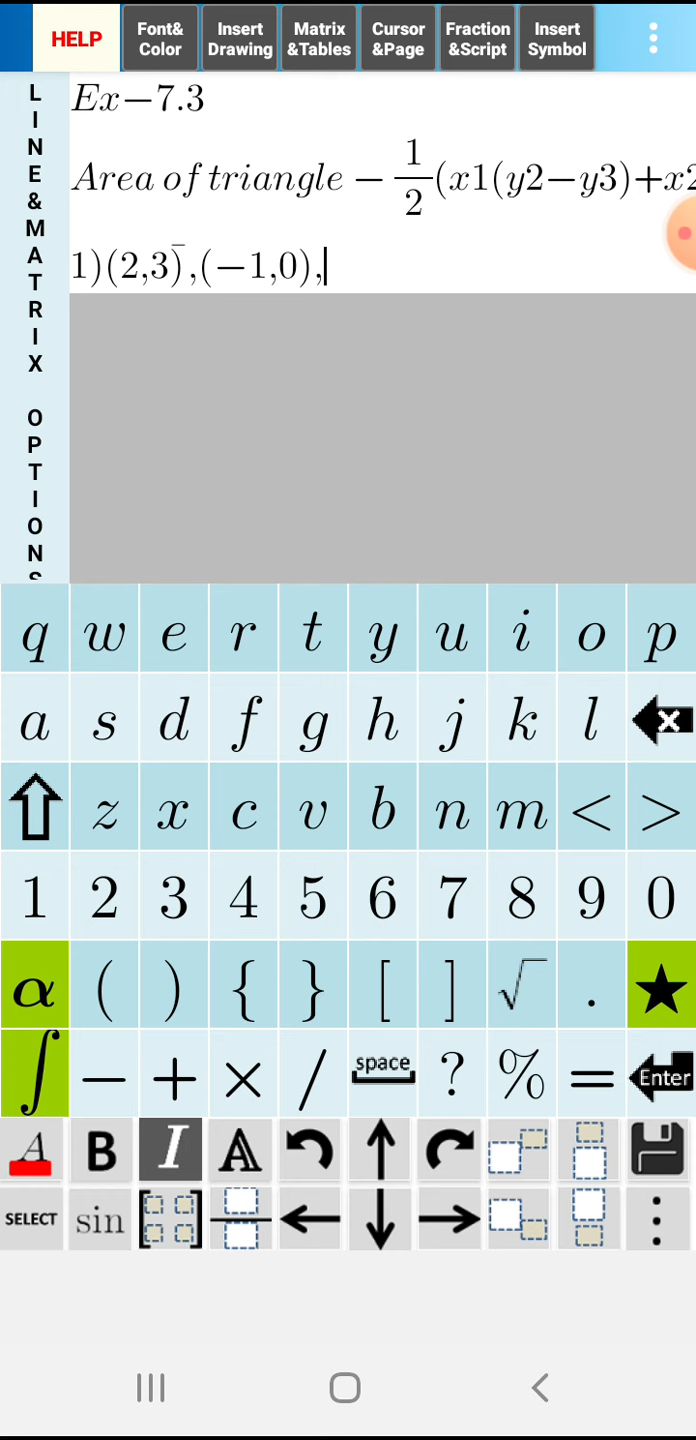 HELP
Font& Color
Insert Drawing
Matrix &Tables
Cursor &Page
Fraction &Script
Insert Symbol
LINE&MATRIX OPTIONS
Ex−7.3
Area of triangle − 1/2(x1(y2−y3)+x2
1)(2,3‾),(−1,0),
q w e r t y u i o p
a s d f g h j k l
z x c v b n m < >
1 2 3 4 5 6 7 8 9 0
α ( ) { } [ ] √ . ★
∫ − + × / space ? % = Enter
A B I A
SELECT sin